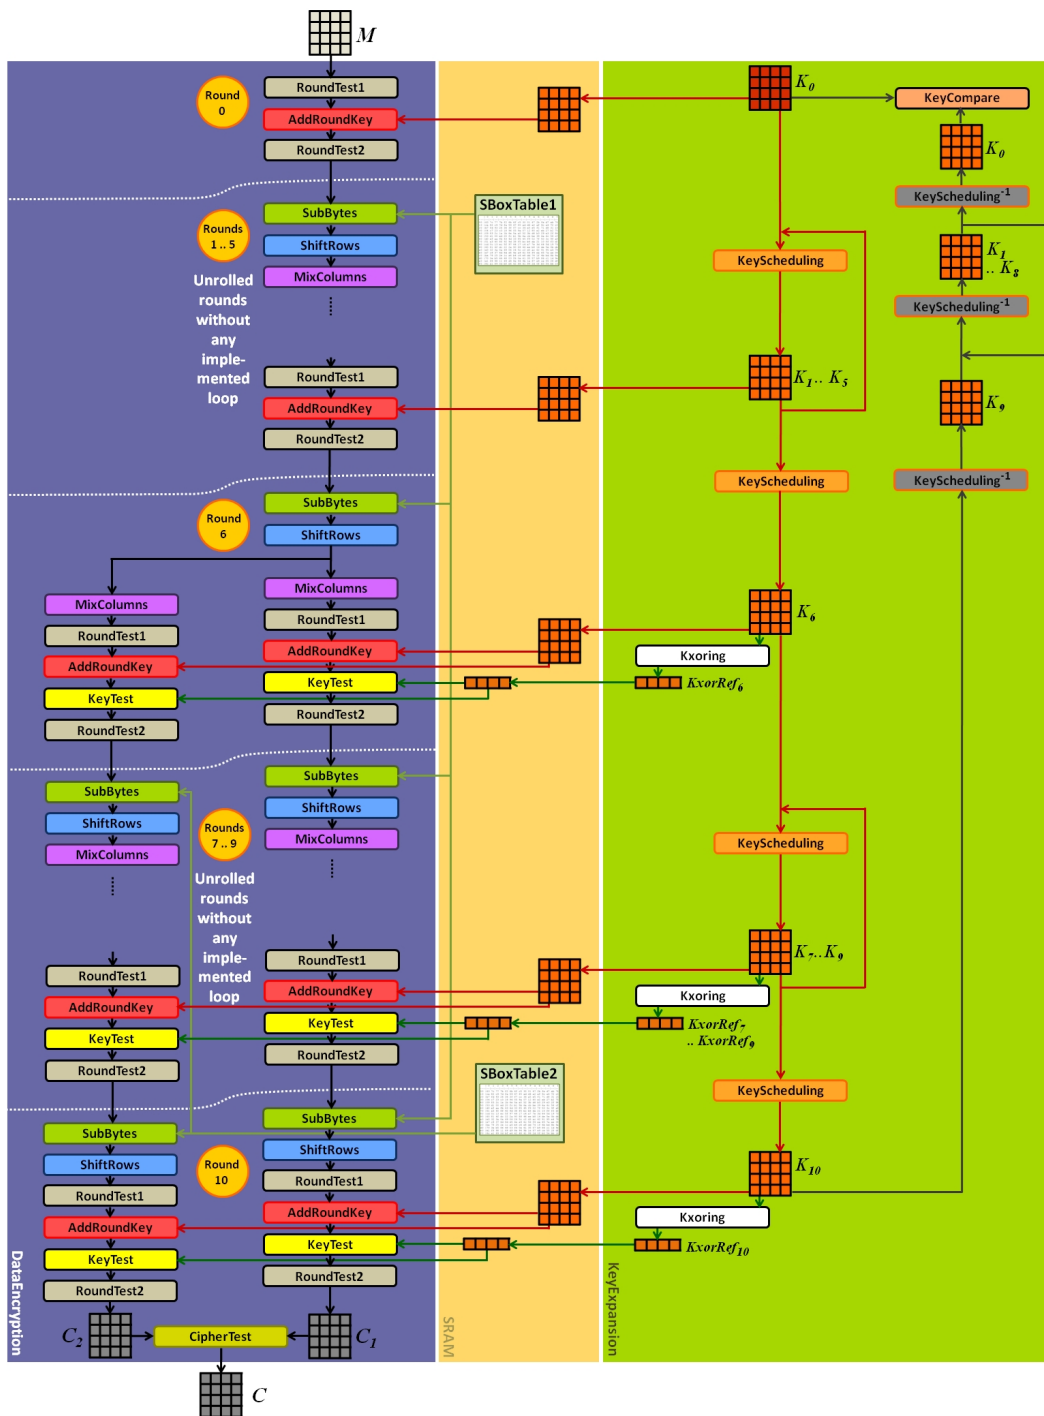 M
Round
0
RoundTest1
AddRoundKey
RoundTest2
K0
KeyCompare
K0
KeyScheduling-1
K1
.. K8
KeyScheduling-1
K9
KeyScheduling-1
Rounds
1 .. 5
Unrolled
rounds
without
any
imple-
mented
loop
SubBytes
ShiftRows
MixColumns
RoundTest1
AddRoundKey
RoundTest2
SBoxTable1
KeyScheduling
K1 .. K5
KeyScheduling
Round
6
SubBytes
ShiftRows
MixColumns
RoundTest1
AddRoundKey
KeyTest
RoundTest2
MixColumns
RoundTest1
AddRoundKey
KeyTest
RoundTest2
K6
Kxoring
KxorRef6
SubBytes
ShiftRows
MixColumns
Rounds
7 .. 9
Unrolled
rounds
without
any
imple-
mented
loop
SubBytes
ShiftRows
MixColumns
KeyScheduling
RoundTest1
AddRoundKey
KeyTest
RoundTest2
RoundTest1
AddRoundKey
KeyTest
RoundTest2
K7..K9
Kxoring
KxorRef7
.. KxorRef9
SBoxTable2
KeyScheduling
SubBytes
ShiftRows
RoundTest1
AddRoundKey
KeyTest
RoundTest2
Round
10
SubBytes
ShiftRows
RoundTest1
AddRoundKey
KeyTest
RoundTest2
K10
Kxoring
KxorRef10
DataEncryption
SRAM
KeyExpansion
C2
CipherTest
C1
C